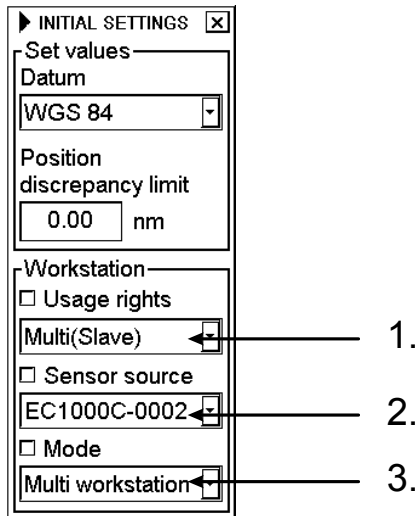 INITIAL SETTINGS
Set values
Datum
WGS 84
Position
discrepancy limit
0.00 nm
Workstation
Usage rights
Multi(Slave) 1.
Sensor source
EC1000C-0002 2.
Mode
Multi workstation 3.